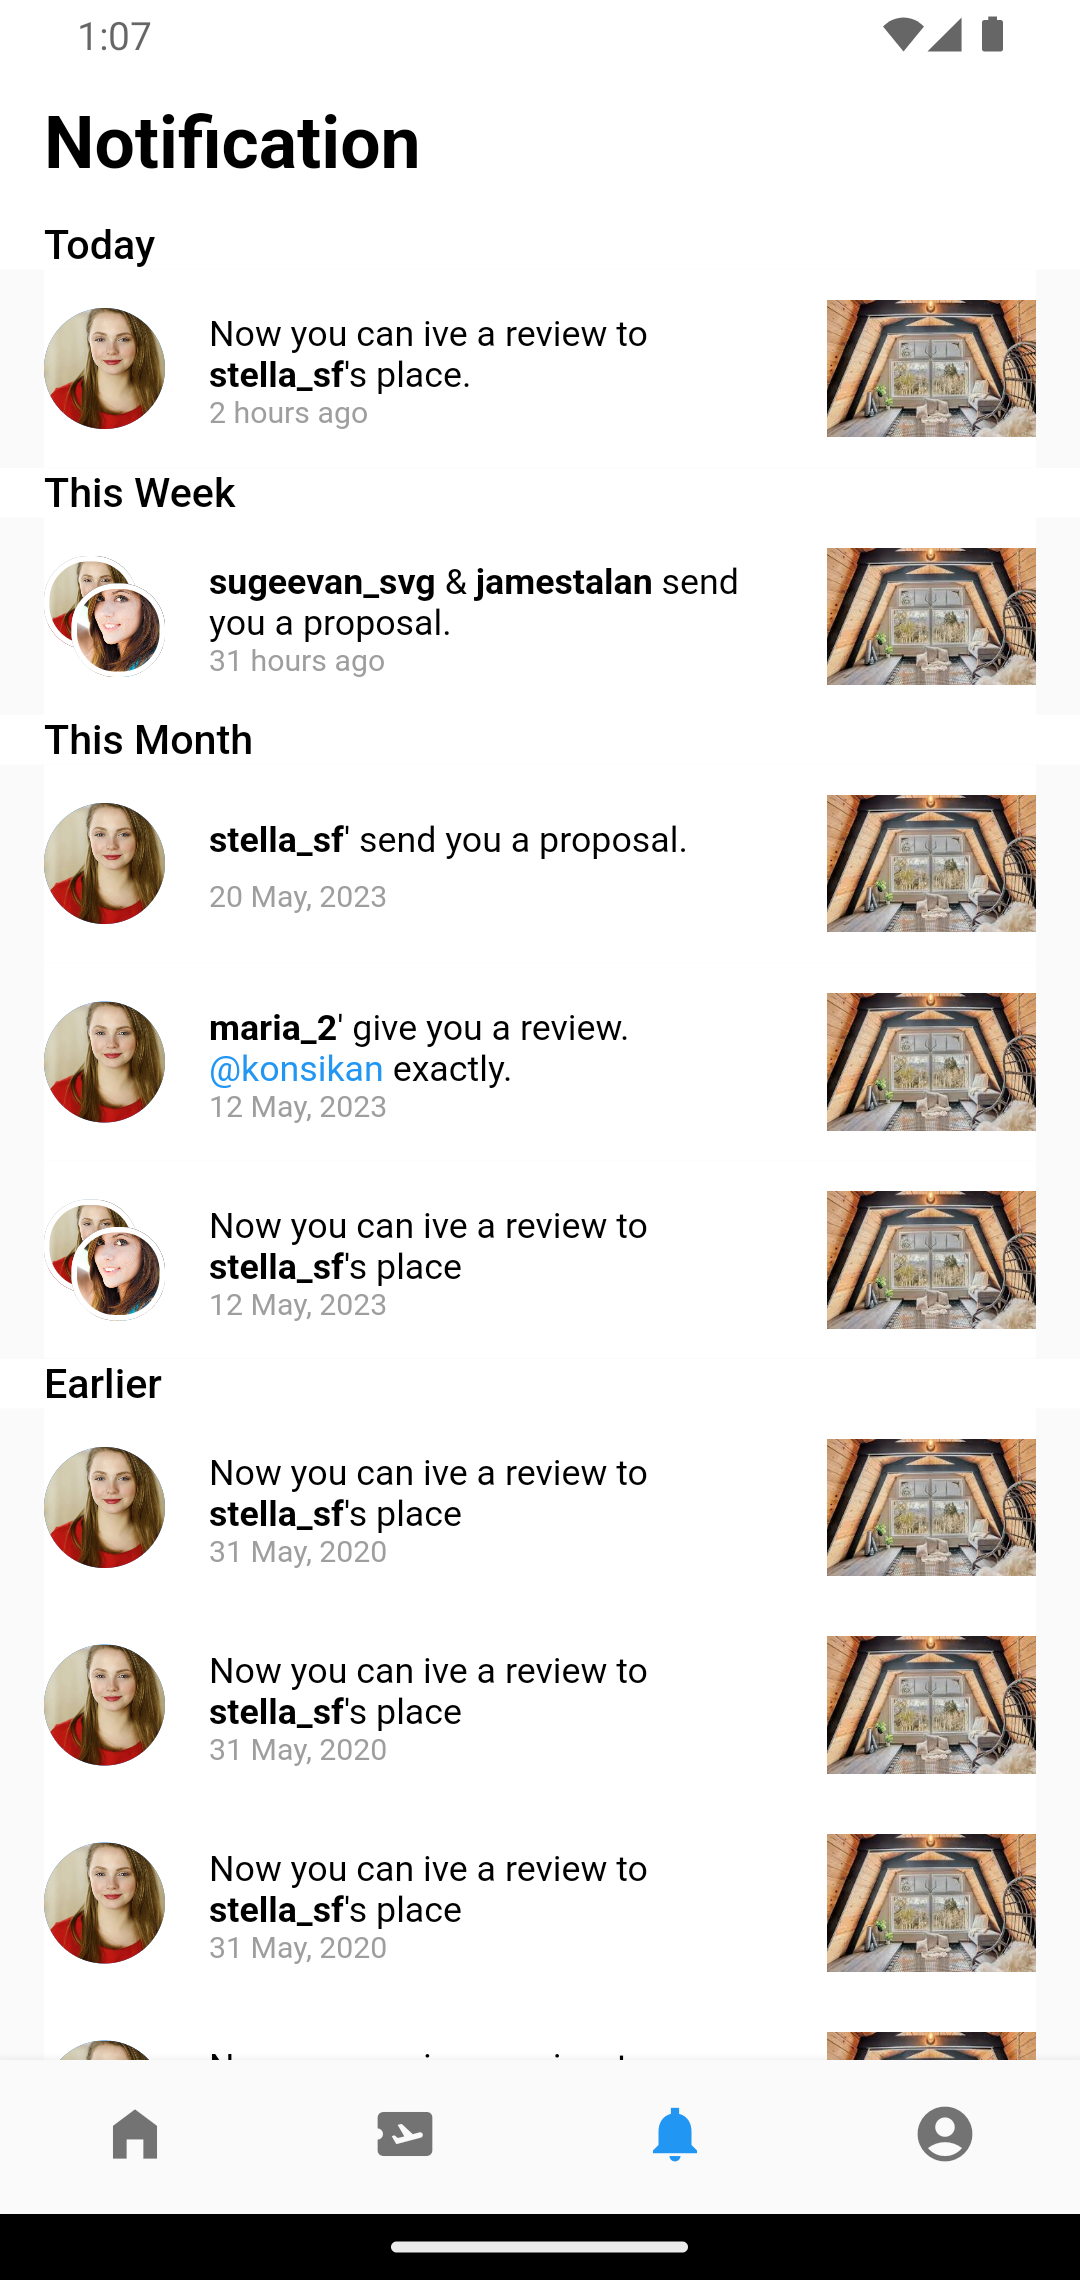 1:07
Notification
Today
Now you can ive a review to
stella_sf's place.
2 hours ago
This Week
sugeevan_svg & jamestalan send
you a proposal.
31 hours ago
This Month
stella_sf' send you a proposal.
20 May, 2023
maria_2' give you a review.
@konsikan exactly.
12 May, 2023
Now you can ive a review to
stella_sf's place
12 May, 2023
Earlier
Now you can ive a review to
stella_sf's place
31 May, 2020
Now you can ive a review to
stella_sf's place
31 May, 2020
Now you can ive a review to
stella_sf's place
31 May, 2020